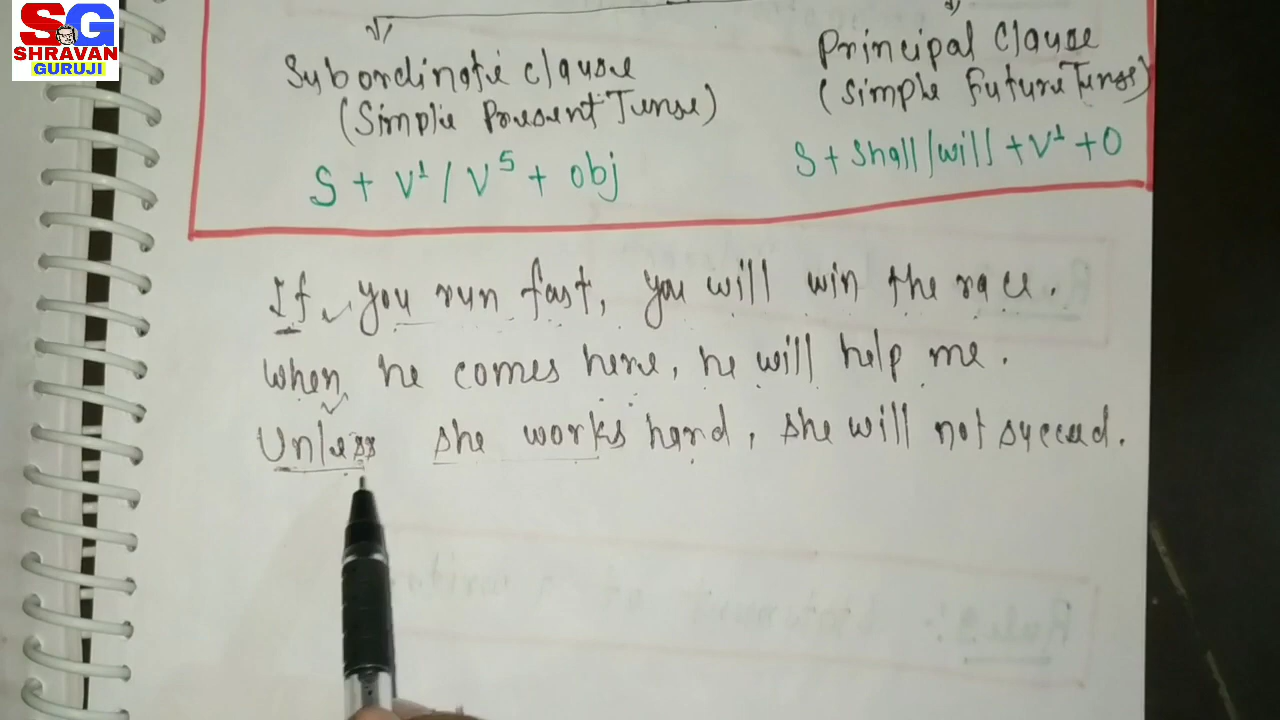 SG
SHRAVAN
GURUJI
Subordinate clause
Principal clause
(Simple Present Tense)
(Simple Future Tense)
S + V¹ / V⁵ + obj
S + shall/will + V¹ + O
If you run fast, you will win the race.
When he comes here, he will help me.
Unless she works hard, she will not succeed.